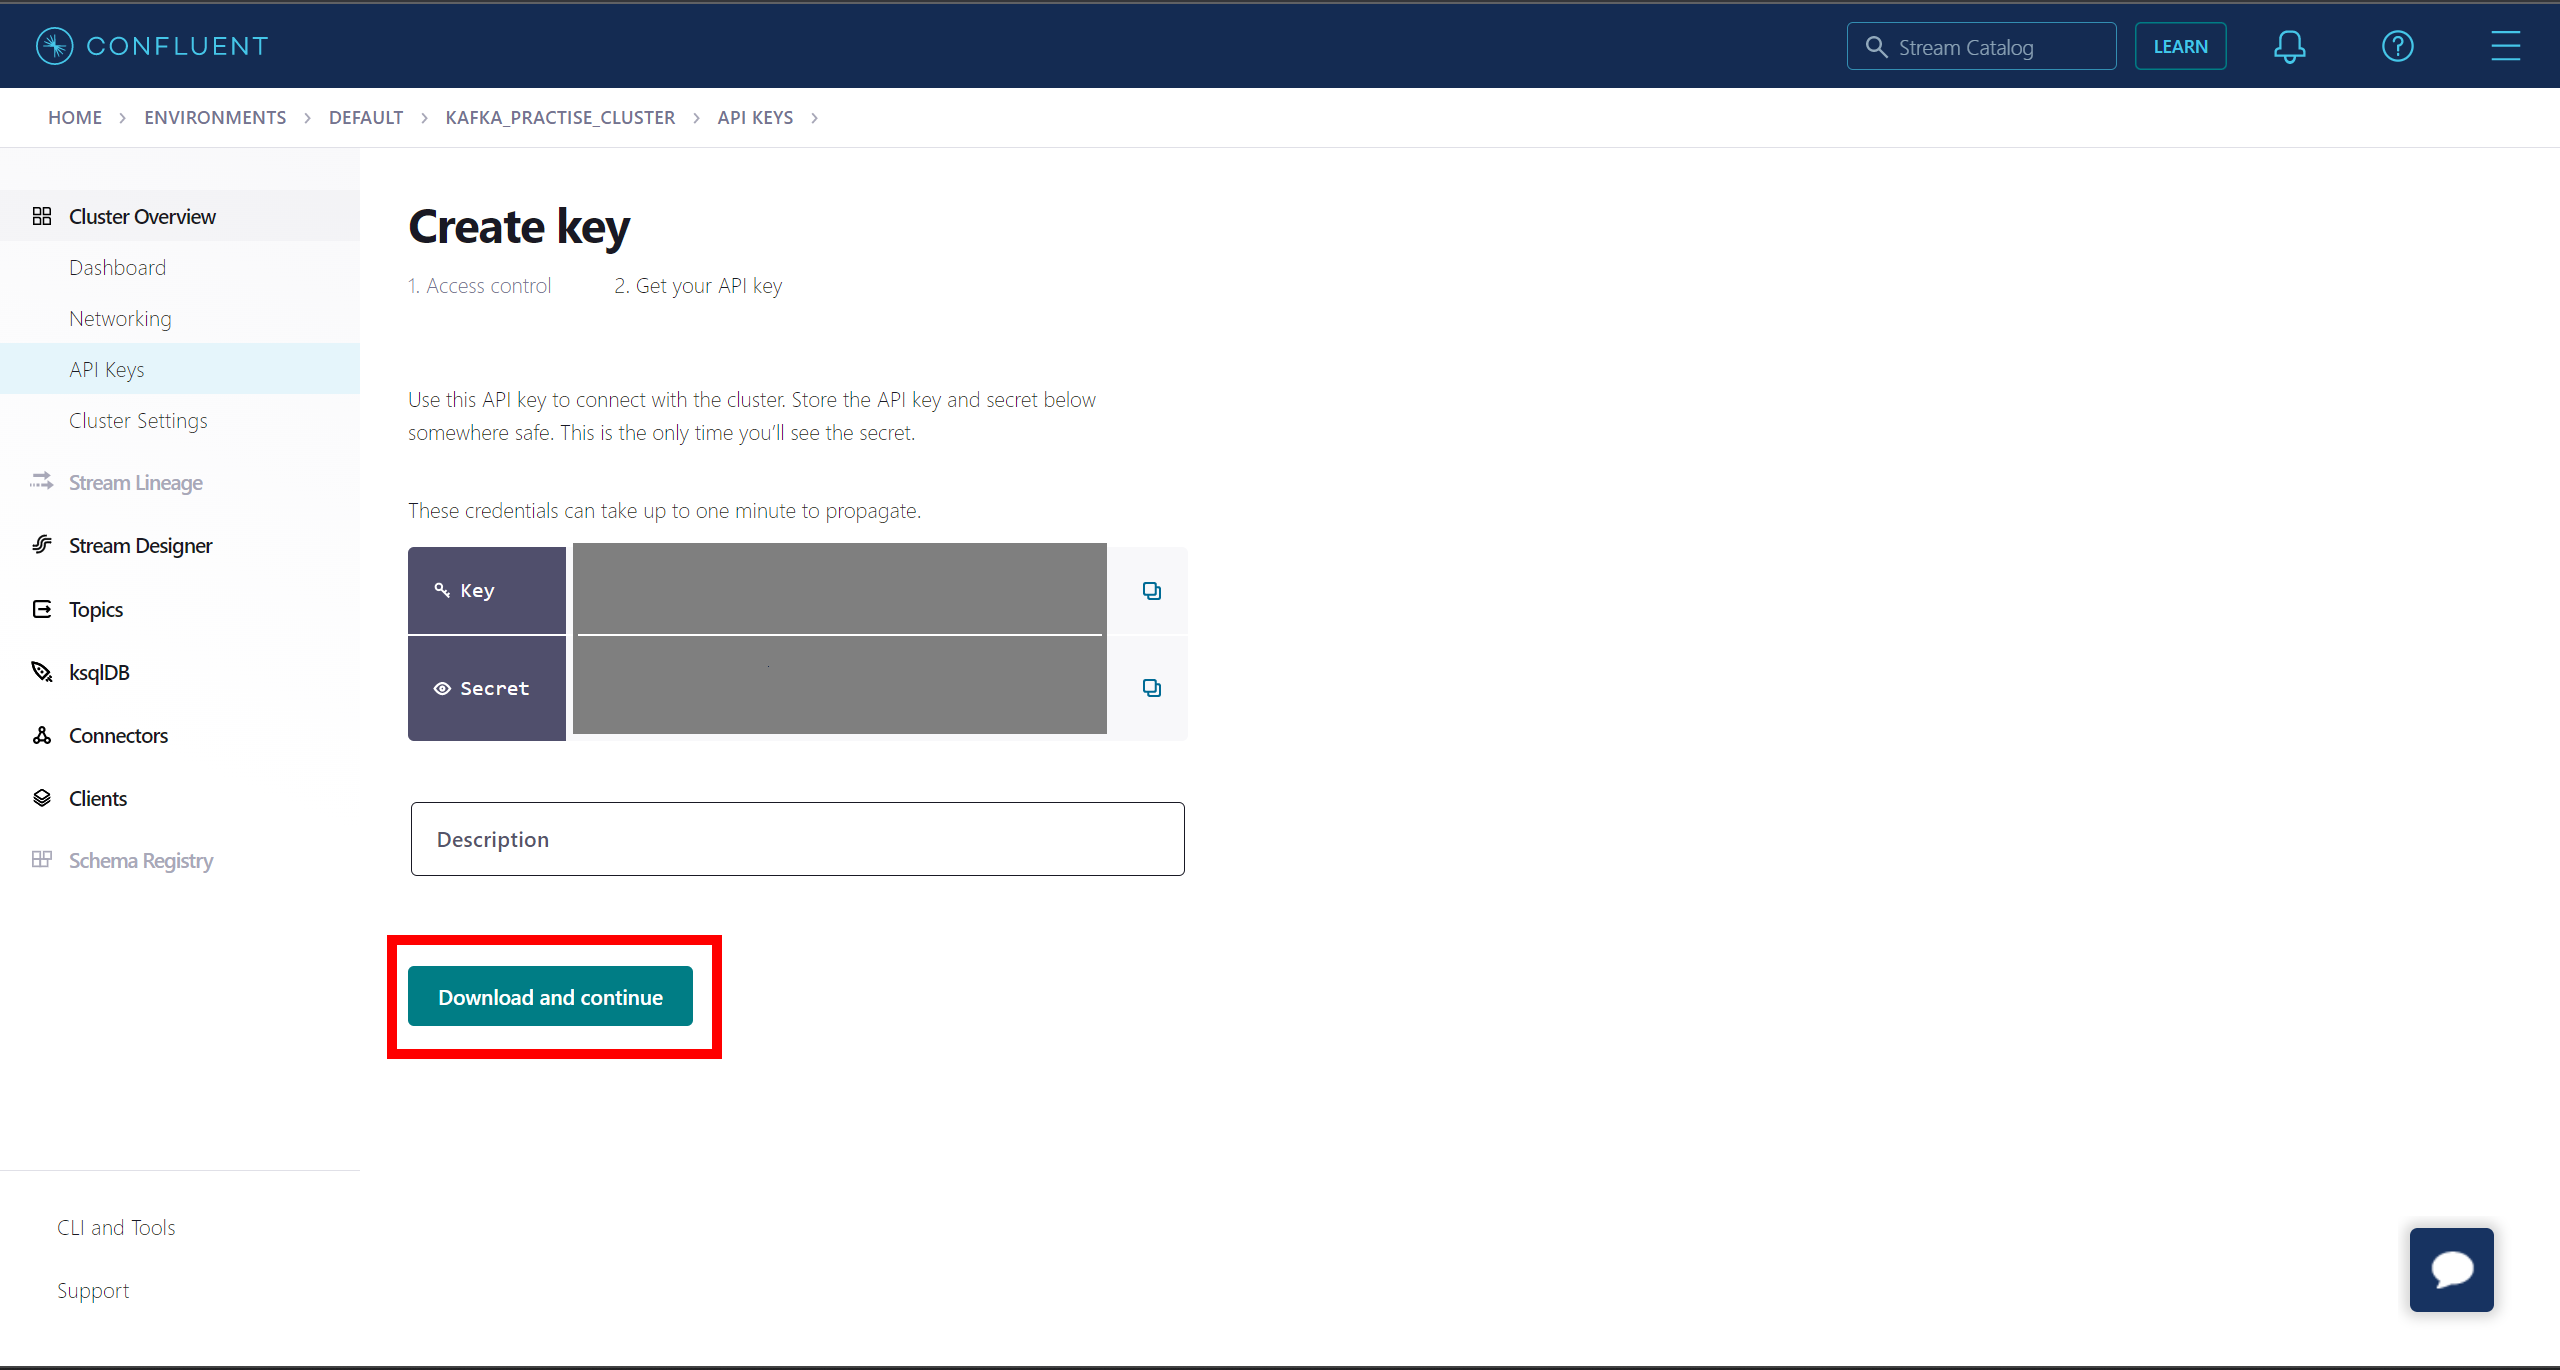 CONFLUENT
Stream Catalog
LEARN
HOME > ENVIRONMENTS > DEFAULT > KAFKA_PRACTISE_CLUSTER > API KEYS >
Cluster Overview
Dashboard
Networking
API Keys
Cluster Settings
Stream Lineage
Stream Designer
Topics
ksqlDB
Connectors
Clients
Schema Registry
CLI and Tools
Support
Create key
1. Access control 2. Get your API key
Use this API key to connect with the cluster. Store the API key and secret below
somewhere safe. This is the only time you'll see the secret.
These credentials can take up to one minute to propagate.
Key
Secret
Description
Download and continue